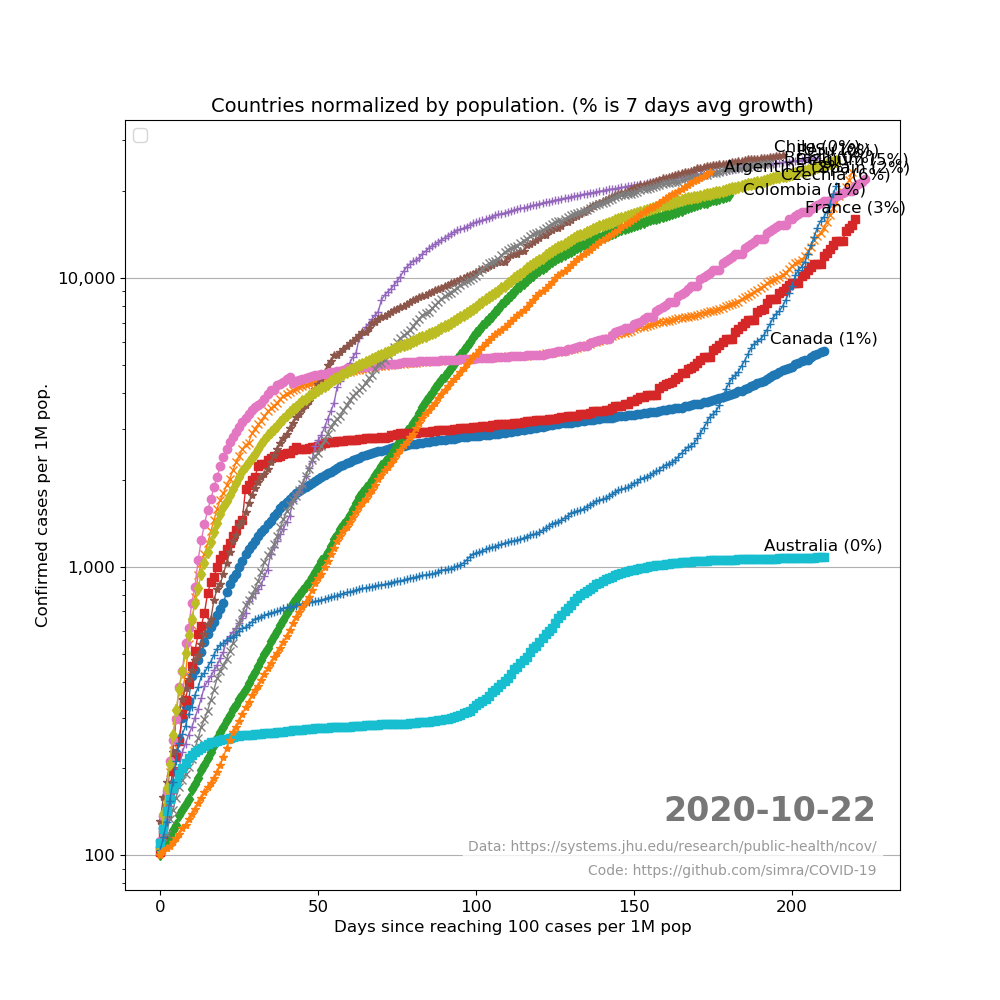 Countries normalized by population. (% is 7 days avg growth)
Chile (0%)
Argentina
Colombia (1%)
France (3%)
Canada (1%)
Australia (0%)
10,000
1,000
100
Confirmed cases per 1M pop.
2020-10-22
Data: https://systems.jhu.edu/research/public-health/ncov/
Code: https://github.com/simra/COVID-19
0
50
100
150
200
Days since reaching 100 cases per 1M pop